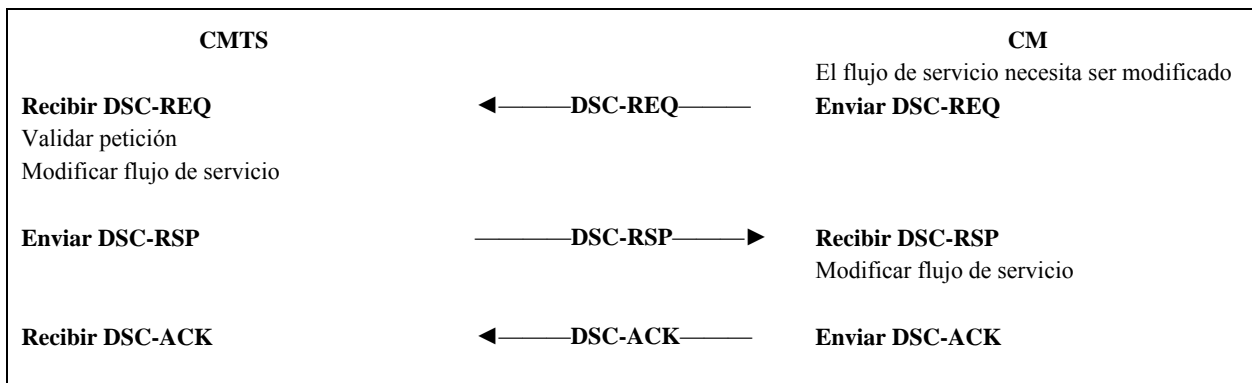 CMTS CM
El flujo de servicio necesita ser modificado
Recibir DSC-REQ ◄———DSC-REQ——— Enviar DSC-REQ
Validar petición
Modificar flujo de servicio
Enviar DSC-RSP ————DSC-RSP———► Recibir DSC-RSP
Modificar flujo de servicio
Recibir DSC-ACK ◄———DSC-ACK——— Enviar DSC-ACK